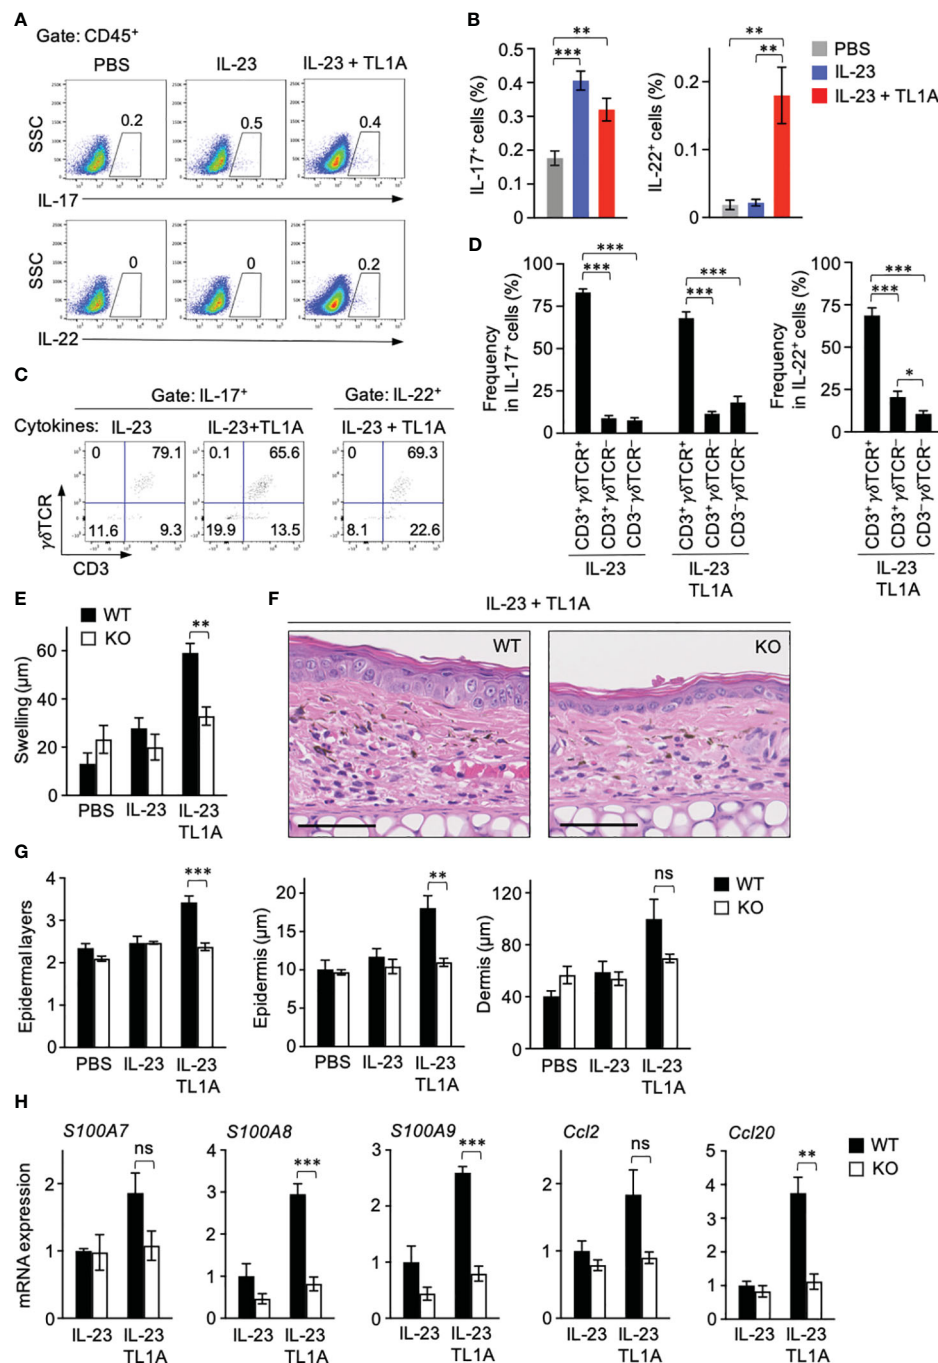 A
Gate: CD45+
PBS
IL-23
IL-23 + TL1A
SSC
0.2
0.5
0.4
IL-17
SSC
0
0
0.2
IL-22
B
PBS
IL-23
IL-23 + TL1A
IL-17+ cells (%)
0.5
0.4
0.3
0.2
0.1
0
***
**
IL-22+ cells (%)
0.2
0.1
0
**
**
C
Gate: IL-17+
Gate: IL-22+
Cytokines: IL-23
IL-23+TL1A
IL-23 + TL1A
0
79.1
11.6
9.3
0.1
65.6
19.9
13.5
0
69.3
8.1
22.6
γδTCR
CD3
D
Frequency
in IL-17+ cells (%)
100
75
50
25
0
***
***
***
***
CD3+γδTCR+
CD3+γδTCR−
CD3−γδTCR−
CD3+γδTCR+
CD3+γδTCR−
CD3−γδTCR−
IL-23
IL-23
TL1A
Frequency
in IL-22+ cells (%)
100
75
50
25
0
***
***
*
CD3+γδTCR+
CD3+γδTCR−
CD3−γδTCR−
IL-23
TL1A
E
WT
KO
Swelling (μm)
60
40
20
0
**
PBS
IL-23
IL-23
TL1A
F
IL-23 + TL1A
WT
KO
G
Epidermal layers
4
3
2
1
0
***
PBS
IL-23
IL-23
TL1A
Epidermis (μm)
20
15
10
5
0
**
PBS
IL-23
IL-23
TL1A
Dermis (μm)
120
80
40
0
ns
PBS
IL-23
IL-23
TL1A
WT
KO
H
mRNA expression
S100A7
2
1
0
ns
IL-23
IL-23
TL1A
S100A8
4
3
2
1
0
***
IL-23
IL-23
TL1A
S100A9
3
2
1
0
***
IL-23
IL-23
TL1A
Ccl2
2
1
0
ns
IL-23
IL-23
TL1A
Ccl20
5
4
2
1
0
**
IL-23
IL-23
TL1A
WT
KO